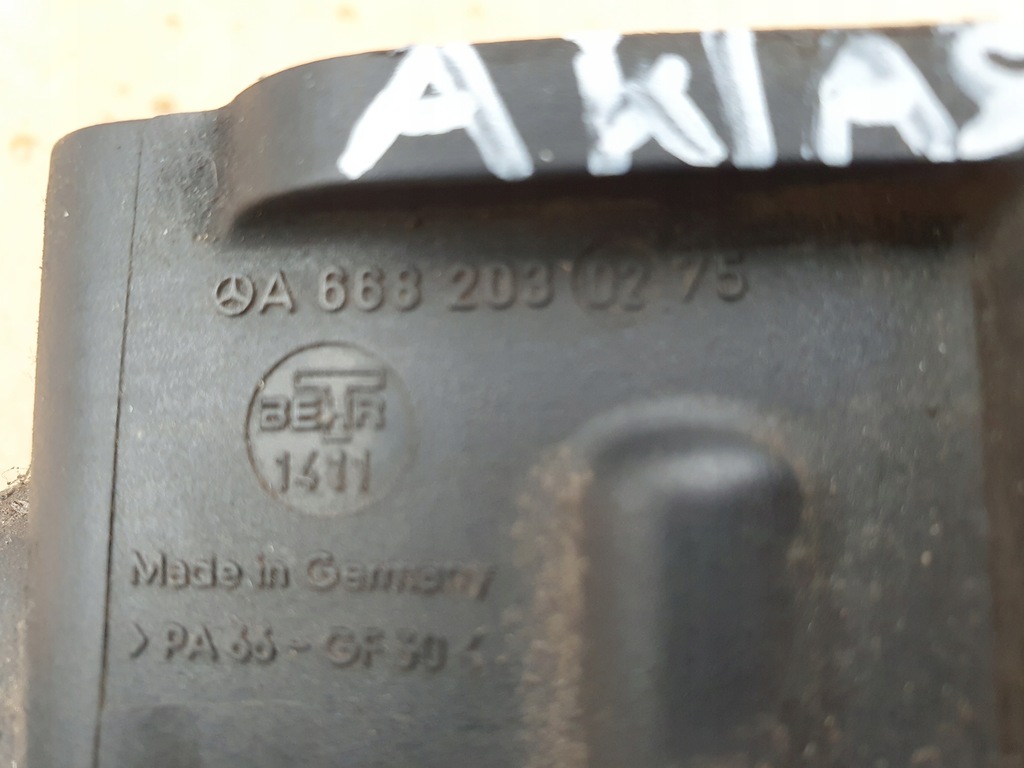 AKIAS
A 668 203 02 75
BEHR
1411
Made in Germany
>PA 66-GF 30<